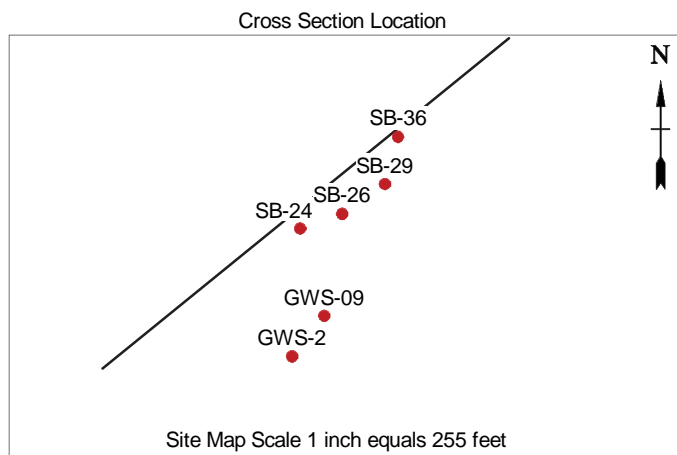 Cross Section Location
N
SB-36
SB-29
SB-26
SB-24
GWS-09
GWS-2
Site Map Scale 1 inch equals 255 feet